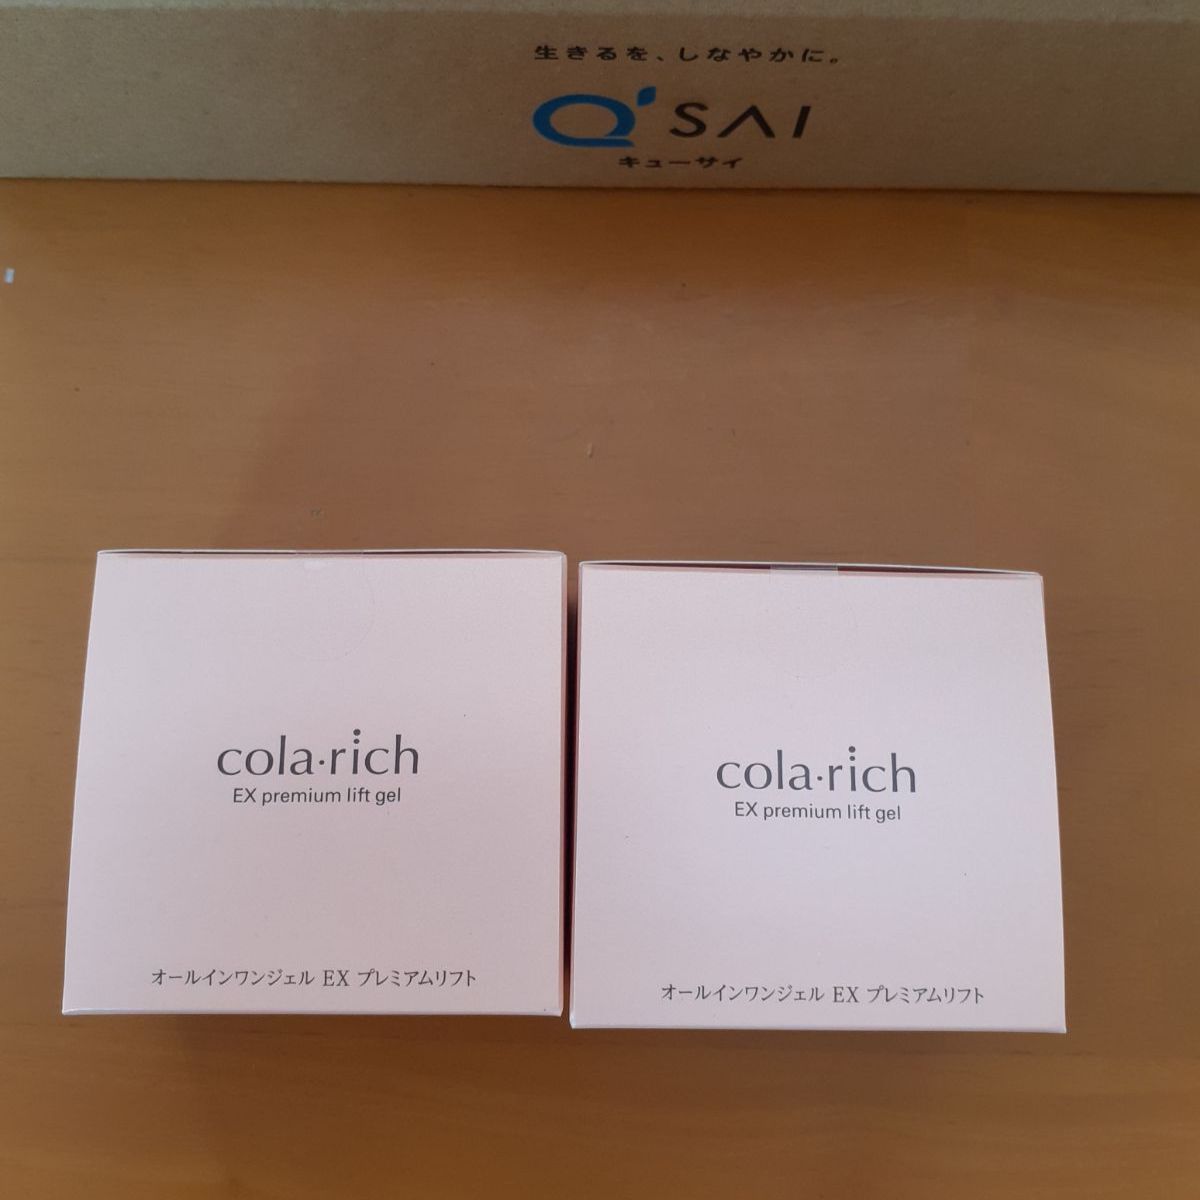 生きるを、しなやかに。
Q'SAI
キューサイ
cola·rich
EX premium lift gel
オールインワンジェル EX プレミアムリフト
cola·rich
EX premium lift gel
オールインワンジェル EX プレミアムリフト